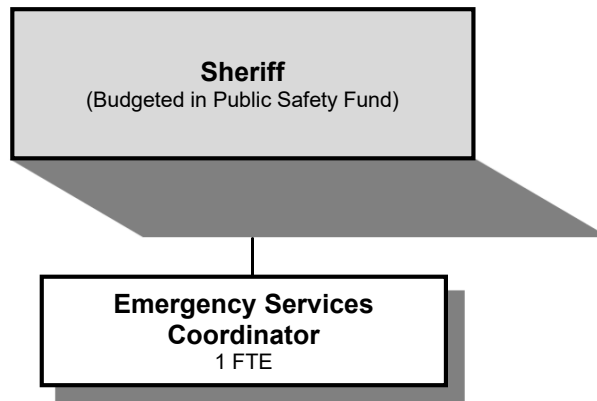 Sheriff
(Budgeted in Public Safety Fund)
Emergency Services
Coordinator
1 FTE